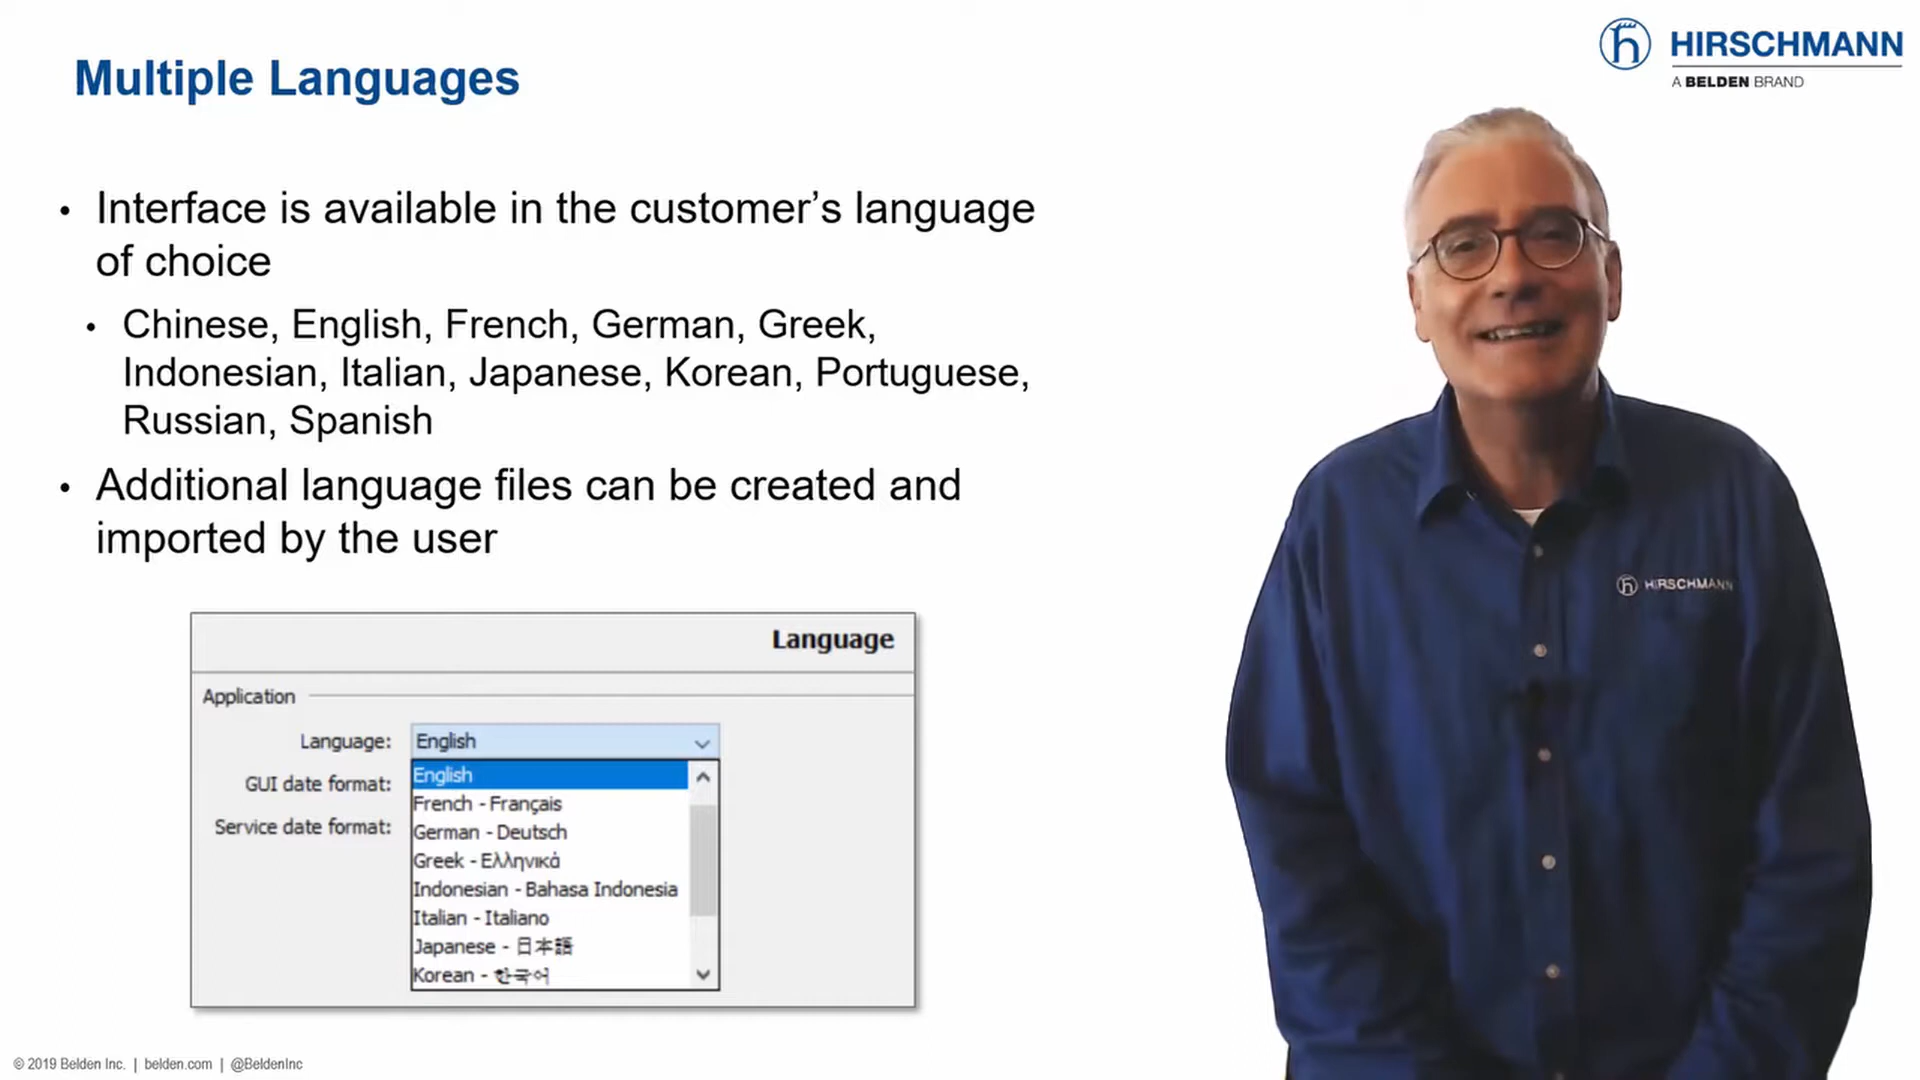 Multiple Languages
HIRSCHMANN
A BELDEN BRAND
• Interface is available in the customer’s language
of choice
• Chinese, English, French, German, Greek,
Indonesian, Italian, Japanese, Korean, Portuguese,
Russian, Spanish
• Additional language files can be created and
imported by the user
Language
Application
Language: English
English
GUI date format:
French - Français
Service date format:
German - Deutsch
Greek - Ελληνικά
Indonesian - Bahasa Indonesia
Italian - Italiano
Japanese - 日本語
Korean - 한국어
HIRSCHMANN
© 2019 Belden Inc. | belden.com | @BeldenInc